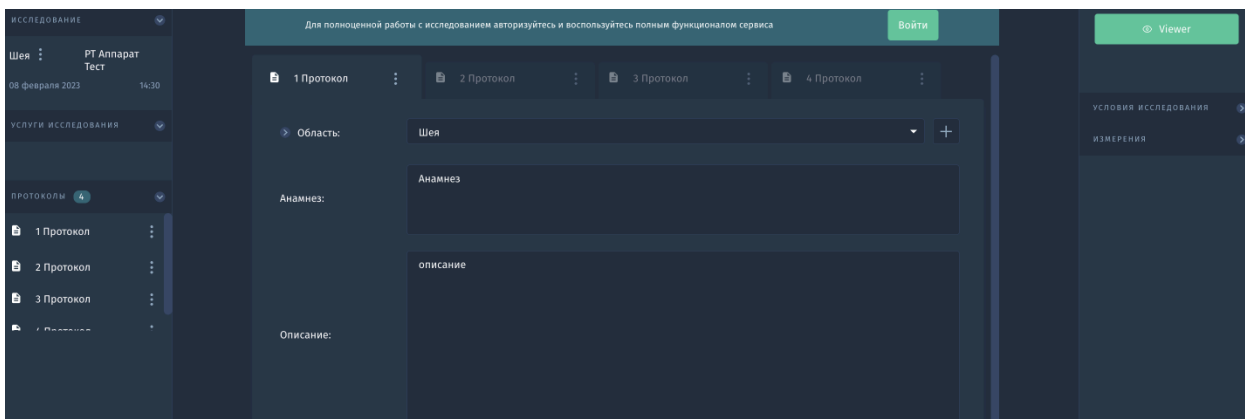 ИССЛЕДОВАНИЕ
Шея
РТ Аппарат
Тест
08 февраля 2023
14:30
УСЛУГИ ИССЛЕДОВАНИЯ
ПРОТОКОЛЫ 4
1 Протокол
2 Протокол
3 Протокол
4 Протокол
Для полноценной работы с исследованием авторизуйтесь и воспользуйтесь полным функционалом сервиса
Войти
1 Протокол
2 Протокол
3 Протокол
4 Протокол
Область:
Шея
Анамнез:
Анамнез
Описание:
описание
Viewer
УСЛОВИЯ ИССЛЕДОВАНИЯ
ИЗМЕРЕНИЯ